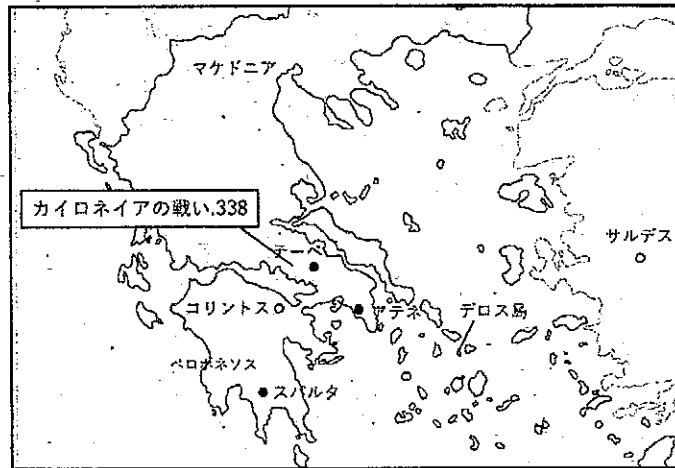 マケドニア
カイロネイアの戦い,338
テーベ
サルデス
コリントス
アテネ
デロス島
ペロポネソス
スパルタ